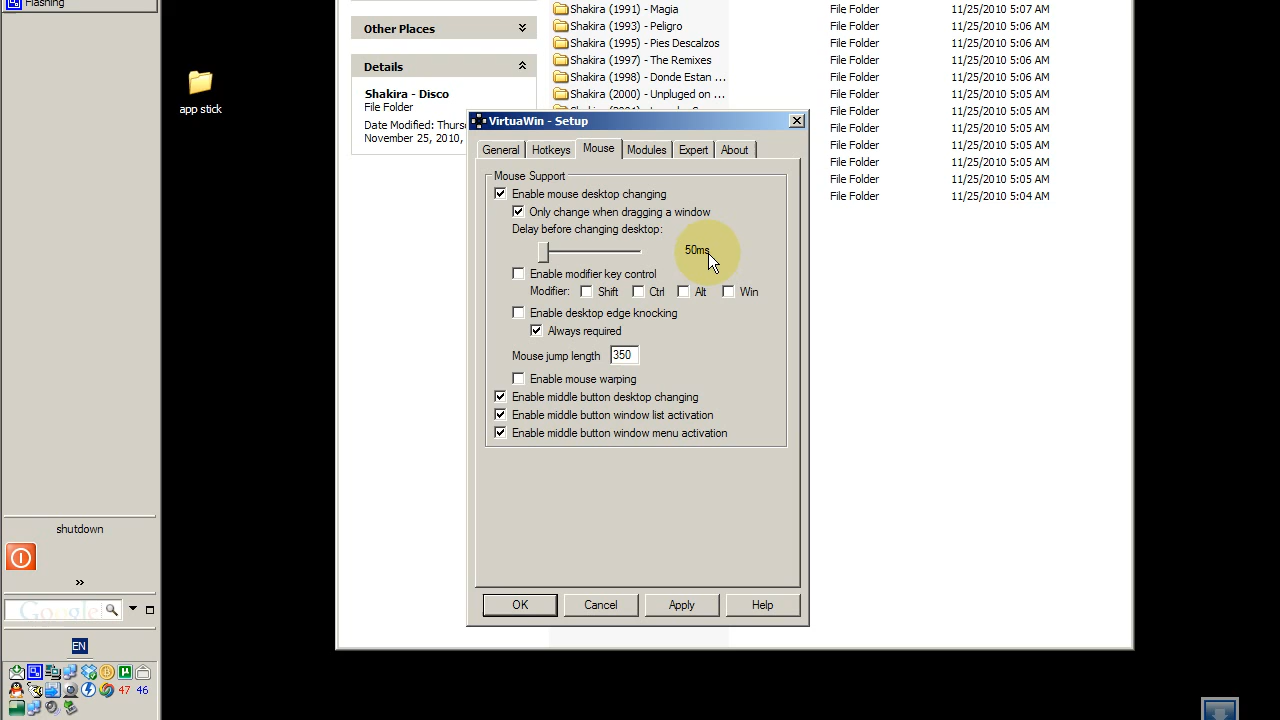 Flashing
app stick
shutdown
Google
EN
47 46
Other Places
Details
Shakira - Disco
File Folder
Date Modified: Thurs
November 25, 2010,
Shakira (1991) - Magia File Folder 11/25/2010 5:07 AM
Shakira (1993) - Peligro File Folder 11/25/2010 5:06 AM
Shakira (1995) - Pies Descalzos File Folder 11/25/2010 5:06 AM
Shakira (1997) - The Remixes File Folder 11/25/2010 5:06 AM
Shakira (1998) - Donde Estan ... File Folder 11/25/2010 5:06 AM
Shakira (2000) - Unpluged on ... File Folder 11/25/2010 5:06 AM
File Folder 11/25/2010 5:06 AM
File Folder 11/25/2010 5:06 AM
File Folder 11/25/2010 5:05 AM
File Folder 11/25/2010 5:05 AM
File Folder 11/25/2010 5:05 AM
File Folder 11/25/2010 5:04 AM
VirtuaWin - Setup
General Hotkeys Mouse Modules Expert About
Mouse Support
Enable mouse desktop changing
Only change when dragging a window
Delay before changing desktop:
50ms
Enable modifier key control
Modifier: Shift Ctrl Alt Win
Enable desktop edge knocking
Always required
Mouse jump length 350
Enable mouse warping
Enable middle button desktop changing
Enable middle button window list activation
Enable middle button window menu activation
OK Cancel Apply Help